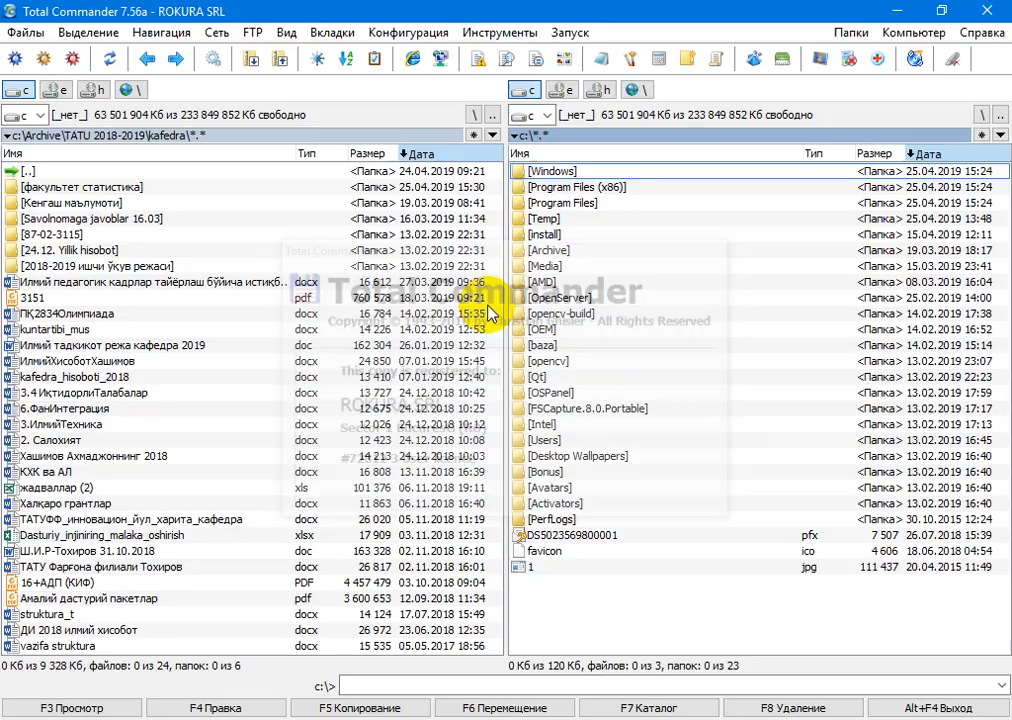 Total Commander 7.56a - ROKURA SRL
Файлы Выделение Навигация Сеть FTP Вид Вкладки Конфигурация Инструменты Запуск Папки Компьютер Справка
c e h \ c e h \
c [_нет_] 63 501 904 Кб из 233 849 852 Кб свободно \ .. c [_нет_] 63 501 904 Кб из 233 849 852 Кб свободно \ ..
c:\Archive\TATU 2018-2019\kafedra\*.* * c:\*.* *
Имя Тип Размер Дата Имя Тип Размер Дата
[..] <Папка> 24.04.2019 09:21 [Windows] <Папка> 25.04.2019 15:24
[факультет статистика] <Папка> 25.04.2019 15:30 [Program Files (x86)] <Папка> 25.04.2019 15:24
[Кенгаш маълумоти] <Папка> 19.03.2019 08:41 [Program Files] <Папка> 25.04.2019 15:24
[Savolnomaga javoblar 16.03] <Папка> 16.03.2019 11:34 [Temp] <Папка> 25.04.2019 13:48
[87-02-3115] <Папка> 13.02.2019 22:31 [install] <Папка> 15.04.2019 12:11
[24.12. Yillik hisobot] <Папка> 13.02.2019 22:31 [Archive] <Папка> 19.03.2019 18:17
[2018-2019 ишчи ўқув режаси] <Папка> 13.02.2019 22:31 [Media] <Папка> 15.03.2019 23:41
Илмий педагогик кадрлар тайёрлаш бўйича истиқб.. docx 16 612 27.03.2019 09:36 [AMD] <Папка> 08.03.2019 16:04
3151 pdf 760 578 18.03.2019 09:21 [OpenServer] <Папка> 25.02.2019 14:00
ПҚ2834Олимпиада docx 16 784 14.02.2019 15:35 [opencv-build] <Папка> 14.02.2019 17:38
kuntartibi_mus docx 14 226 14.02.2019 12:53 [OEM] <Папка> 14.02.2019 16:52
Илмий тадкикот режа кафедра 2019 doc 162 304 26.01.2019 12:32 [baza] <Папка> 14.02.2019 15:14
ИлмийХисоботХашимов docx 24 850 07.01.2019 15:45 [opencv] <Папка> 13.02.2019 23:07
kafedra_hisoboti_2018 docx 13 410 07.01.2019 12:40 [Qt] <Папка> 13.02.2019 22:23
3.4 ИқтидорлиТалабалар docx 13 727 24.12.2018 10:42 [OSPanel] <Папка> 13.02.2019 17:59
6.ФанИнтеграция docx 12 675 24.12.2018 10:25 [FSCapture.8.0.Portable] <Папка> 13.02.2019 17:17
3.ИлмийТехника docx 12 026 24.12.2018 10:12 [Intel] <Папка> 13.02.2019 17:13
2. Салохият docx 12 423 24.12.2018 10:08 [Users] <Папка> 13.02.2019 16:45
Хашимов Ахмаджоннинг 2018 docx 14 213 24.12.2018 10:03 [Desktop Wallpapers] <Папка> 13.02.2019 16:40
КХК ва АЛ docx 16 808 13.11.2018 16:39 [Bonus] <Папка> 13.02.2019 16:40
жадваллар (2) xls 101 376 06.11.2018 19:11 [Avatars] <Папка> 13.02.2019 16:40
Халқаро грантлар docx 11 863 06.11.2018 16:40 [Activators] <Папка> 13.02.2019 16:40
ТАТУФФ_инновацион_йул_харита_кафедра docx 26 020 05.11.2018 11:19 [PerfLogs] <Папка> 30.10.2015 12:24
Dasturiy_injiniring_malaka_oshirish xlsx 17 909 03.11.2018 12:31 DS5023569800001 pfx 7 507 26.07.2018 15:39
Ш.И.Р-Тохиров 31.10.2018 doc 163 328 02.11.2018 16:10 favicon ico 4 606 18.06.2018 04:54
ТАТУ Фарғона филиали Тохиров docx 26 817 02.11.2018 16:01 1 jpg 111 437 20.04.2015 11:49
16+АДП (КИФ) PDF 4 457 479 03.10.2018 09:04
Амалий дастурий пакетлар pdf 3 600 653 12.09.2018 11:34
struktura_t docx 14 124 17.07.2018 15:49
ДИ 2018 илмий хисобот docx 26 972 23.06.2018 12:35
vazifa struktura docx 15 535 05.05.2017 18:56
Total Commander
This copy is registered to:
ROKURA SRL
0 Кб из 9 328 Кб, файлов: 0 из 24, папок: 0 из 6 0 Кб из 120 Кб, файлов: 0 из 3, папок: 0 из 23
c:\>
F3 Просмотр F4 Правка F5 Копирование F6 Перемещение F7 Каталог F8 Удаление Alt+F4 Выход